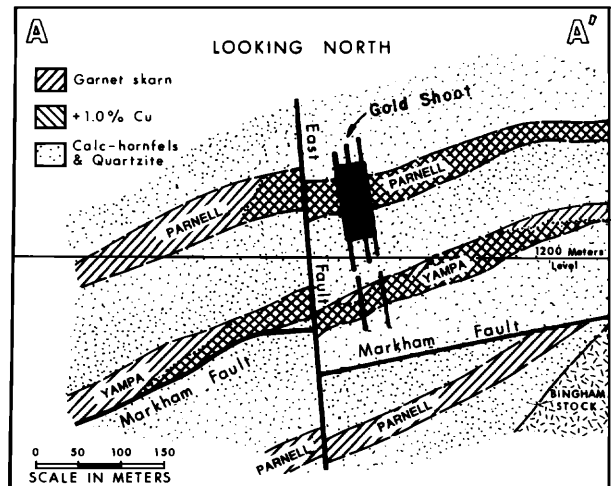 A
A'
LOOKING NORTH
Garnet skarn
+1.0% Cu
Calc-hornfels
& Quartzite
East
Fault
Gold Shoot
PARNELL
PARNELL
1200 Meters
Level
YAMPA
YAMPA
Markham Fault
Markham Fault
BINGHAM
STOCK
PARNELL
PARNELL
0 50 100 150
SCALE IN METERS